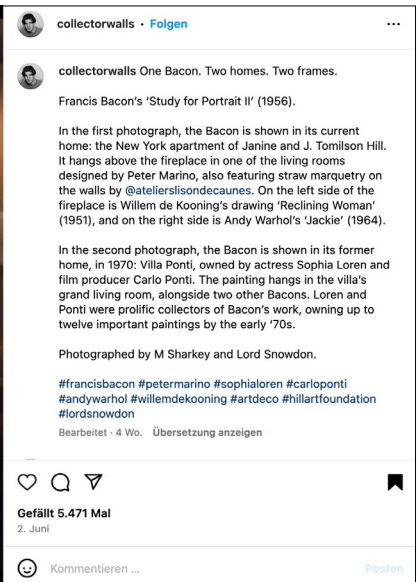 collectorwalls • Folgen
collectorwalls One Bacon. Two homes. Two frames.
Francis Bacon's 'Study for Portrait II' (1956).
In the first photograph, the Bacon is shown in its current
home: the New York apartment of Janine and J. Tomilson Hill.
It hangs above the fireplace in one of the living rooms
designed by Peter Marino, also featuring straw marquetry on
the walls by @atelierslisondecaunes. On the left side of the
fireplace is Willem de Kooning's drawing 'Reclining Woman'
(1951), and on the right side is Andy Warhol's 'Jackie' (1964).
In the second photograph, the Bacon is shown in its former
home, in 1970: Villa Ponti, owned by actress Sophia Loren and
film producer Carlo Ponti. The painting hangs in the villa's
grand living room, alongside two other Bacons. Loren and
Ponti were prolific collectors of Bacon's work, owning up to
twelve important paintings by the early '70s.
Photographed by M Sharkey and Lord Snowdon.
#francisbacon #petermarino #sophialoren #carloponti
#andywarhol #willemdekooning #artdeco #hillartfoundation
#lordsnowdon
Bearbeitet · 4 Wo. Übersetzung anzeigen
Gefällt 5.471 Mal
2. Juni
Kommentieren ... Posten